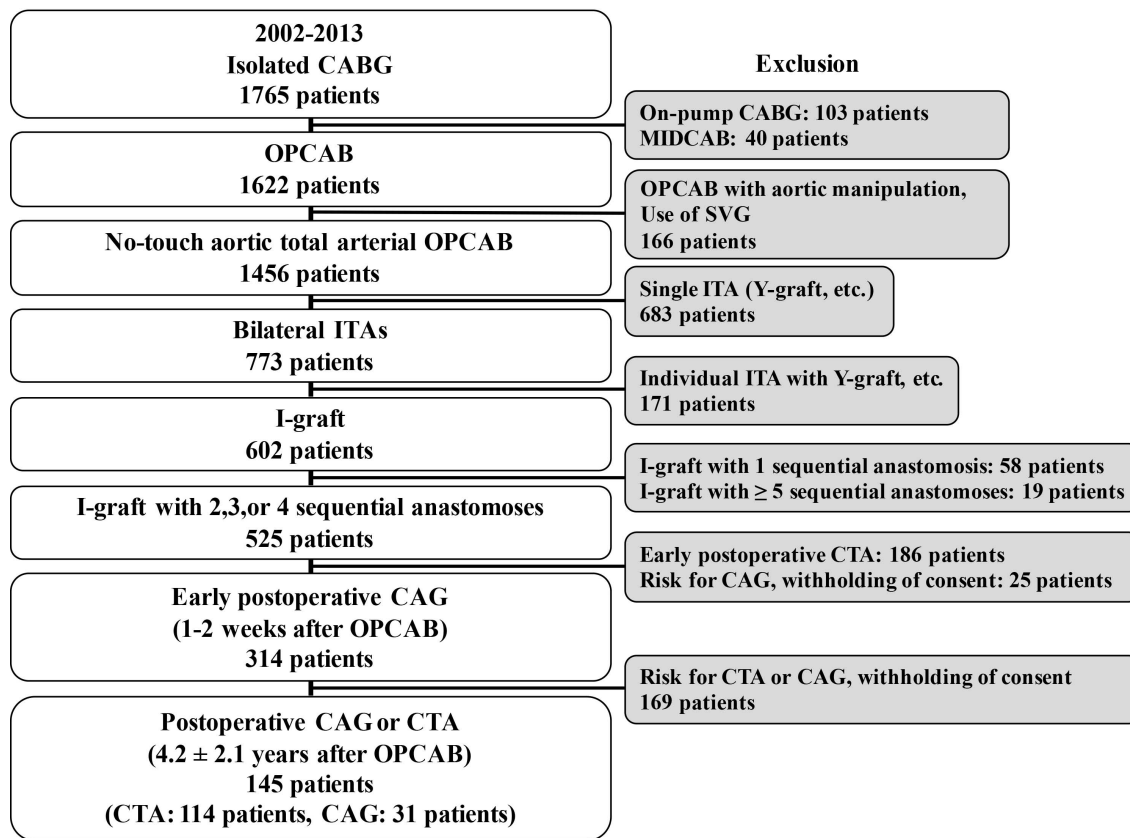 2002-2013
Isolated CABG
1765 patients
Exclusion
On-pump CABG: 103 patients
MIDCAB: 40 patients
OPCAB
1622 patients
OPCAB with aortic manipulation,
Use of SVG
166 patients
No-touch aortic total arterial OPCAB
1456 patients
Single ITA (Y-graft, etc.)
683 patients
Bilateral ITAs
773 patients
Individual ITA with Y-graft, etc.
171 patients
I-graft
602 patients
I-graft with 1 sequential anastomosis: 58 patients
I-graft with ≥ 5 sequential anastomoses: 19 patients
I-graft with 2,3,or 4 sequential anastomoses
525 patients
Early postoperative CTA: 186 patients
Risk for CAG, withholding of consent: 25 patients
Early postoperative CAG
(1-2 weeks after OPCAB)
314 patients
Risk for CTA or CAG, withholding of consent
169 patients
Postoperative CAG or CTA
(4.2 ± 2.1 years after OPCAB)
145 patients
(CTA: 114 patients, CAG: 31 patients)